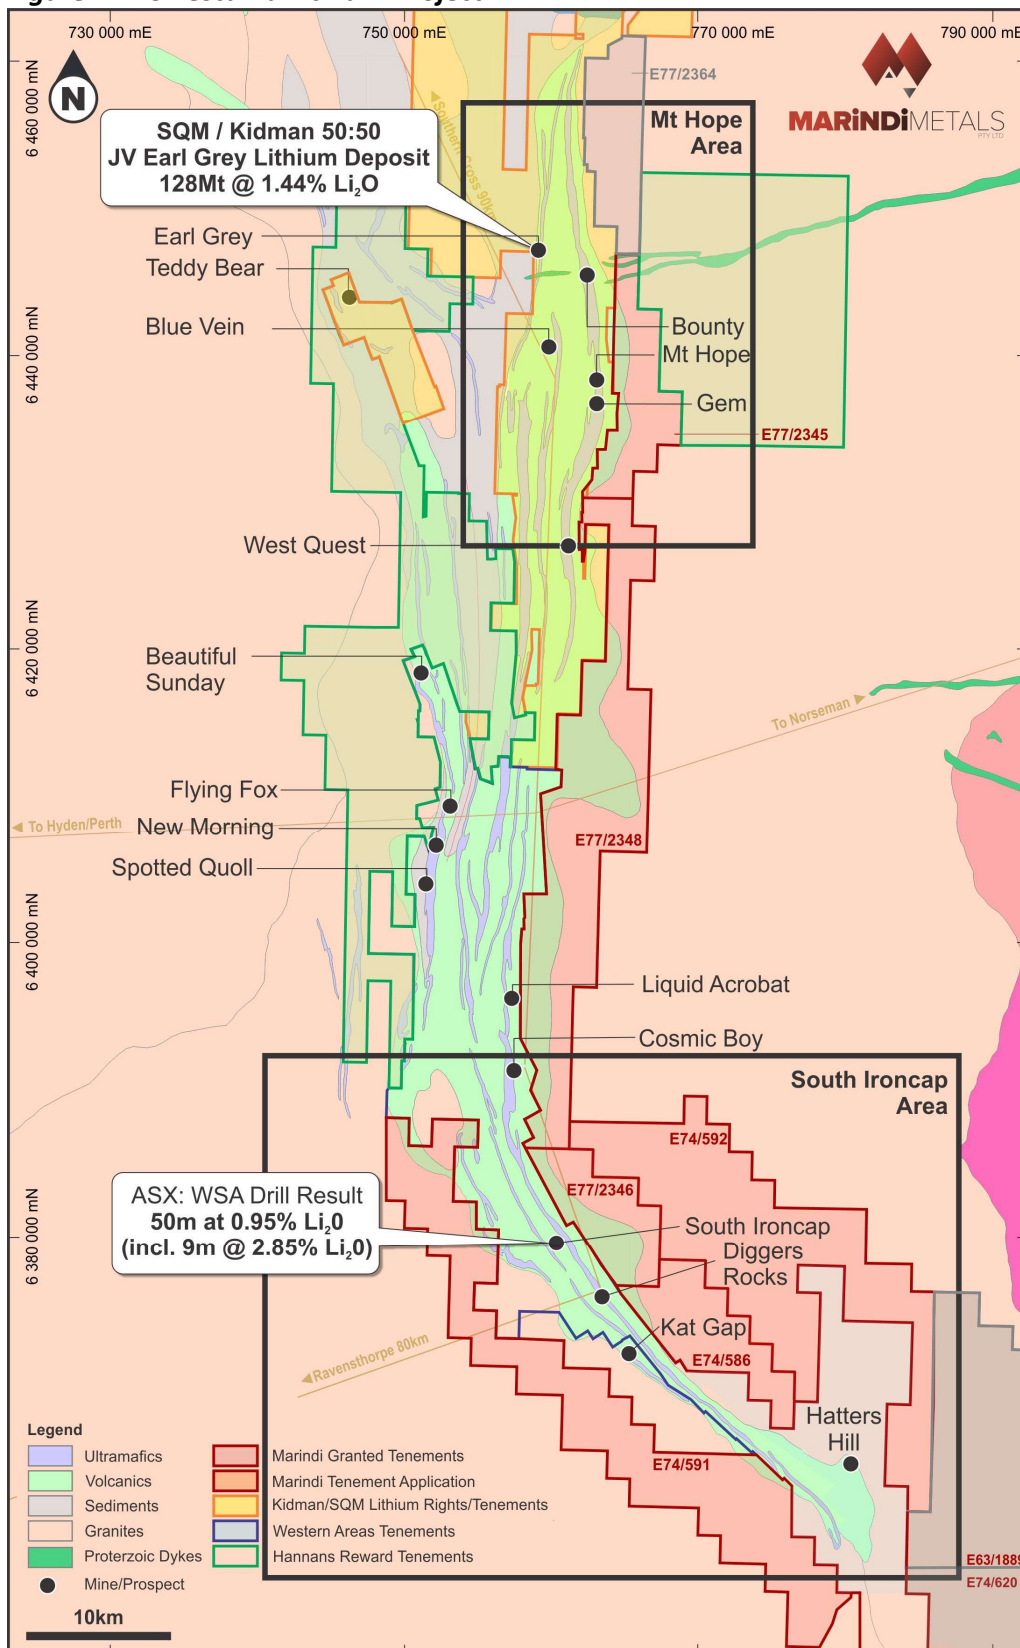 730 000 mE
750 000 mE
770 000 mE
790 000 mE
6 460 000 mN
6 440 000 mN
6 420 000 mN
6 400 000 mN
6 380 000 mN
N
E77/2364
MARiNDiMETALS
PTY LTD
Mt Hope
Area
SQM / Kidman 50:50
JV Earl Grey Lithium Deposit
128Mt @ 1.44% Li₂O
Southern Cross 90km
Earl Grey
Teddy Bear
Blue Vein
Bounty
Mt Hope
Gem
E77/2345
West Quest
Beautiful
Sunday
To Norseman
Flying Fox
To Hyden/Perth
New Morning
E77/2348
Spotted Quoll
Liquid Acrobat
Cosmic Boy
South Ironcap
Area
E74/592
E77/2346
ASX: WSA Drill Result
50m at 0.95% Li₂0
(incl. 9m @ 2.85% Li₂0)
South Ironcap
Diggers
Rocks
Kat Gap
Ravensthorpe 80km
E74/586
Hatters
Hill
E74/591
E63/1889
E74/620
Legend
Ultramafics
Volcanics
Sediments
Granites
Proterzoic Dykes
Mine/Prospect
Marindi Granted Tenements
Marindi Tenement Application
Kidman/SQM Lithium Rights/Tenements
Western Areas Tenements
Hannans Reward Tenements
10km